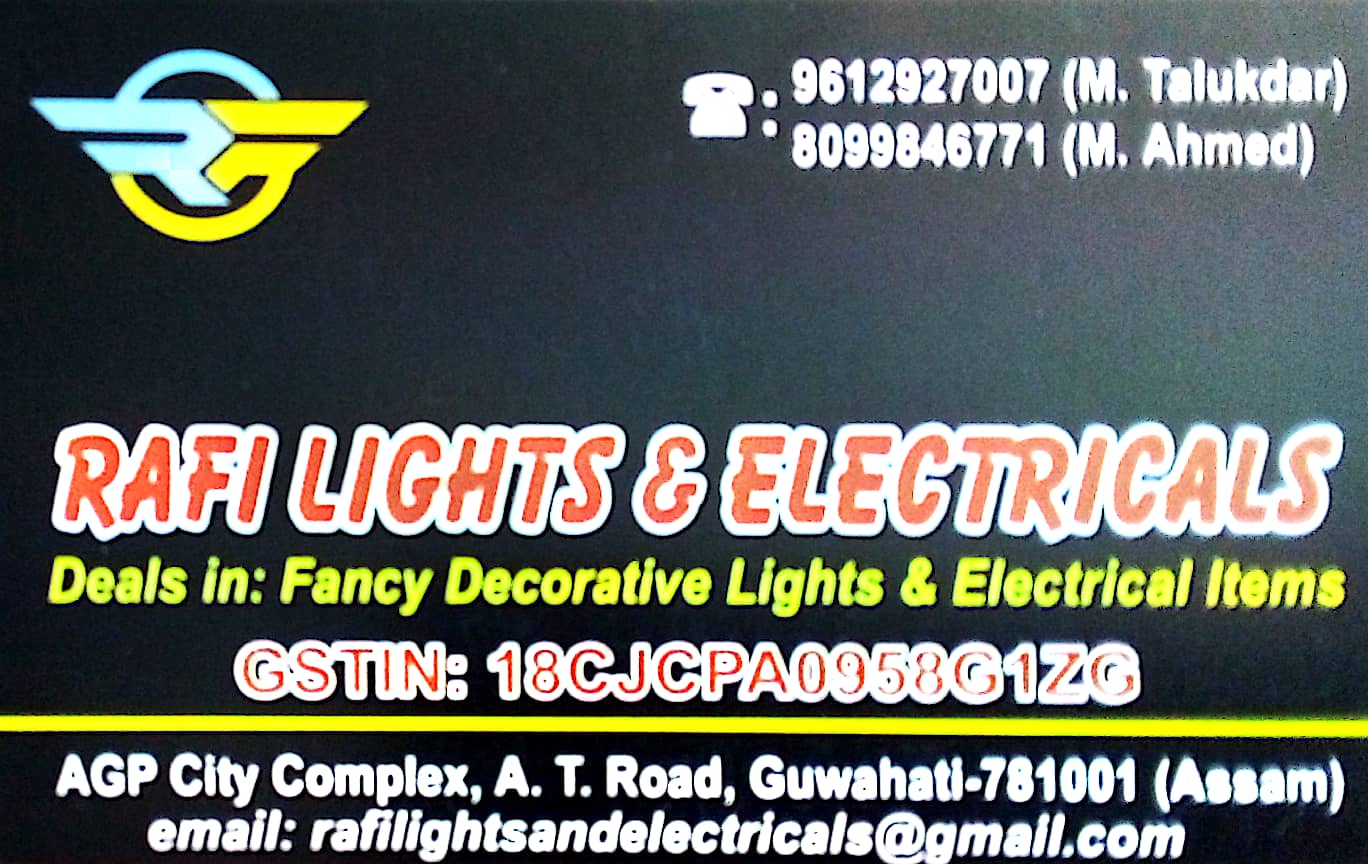 9612927007 (M. Talukdar)
8099846771 (M. Ahmed)
RAFI LIGHTS & ELECTRICALS
Deals in: Fancy Decorative Lights & Electrical Items
GSTIN: 18CJCPA0958G1ZG
AGP City Complex, A. T. Road, Guwahati-781001 (Assam)
email: rafilightsandelectricals@gmail.com